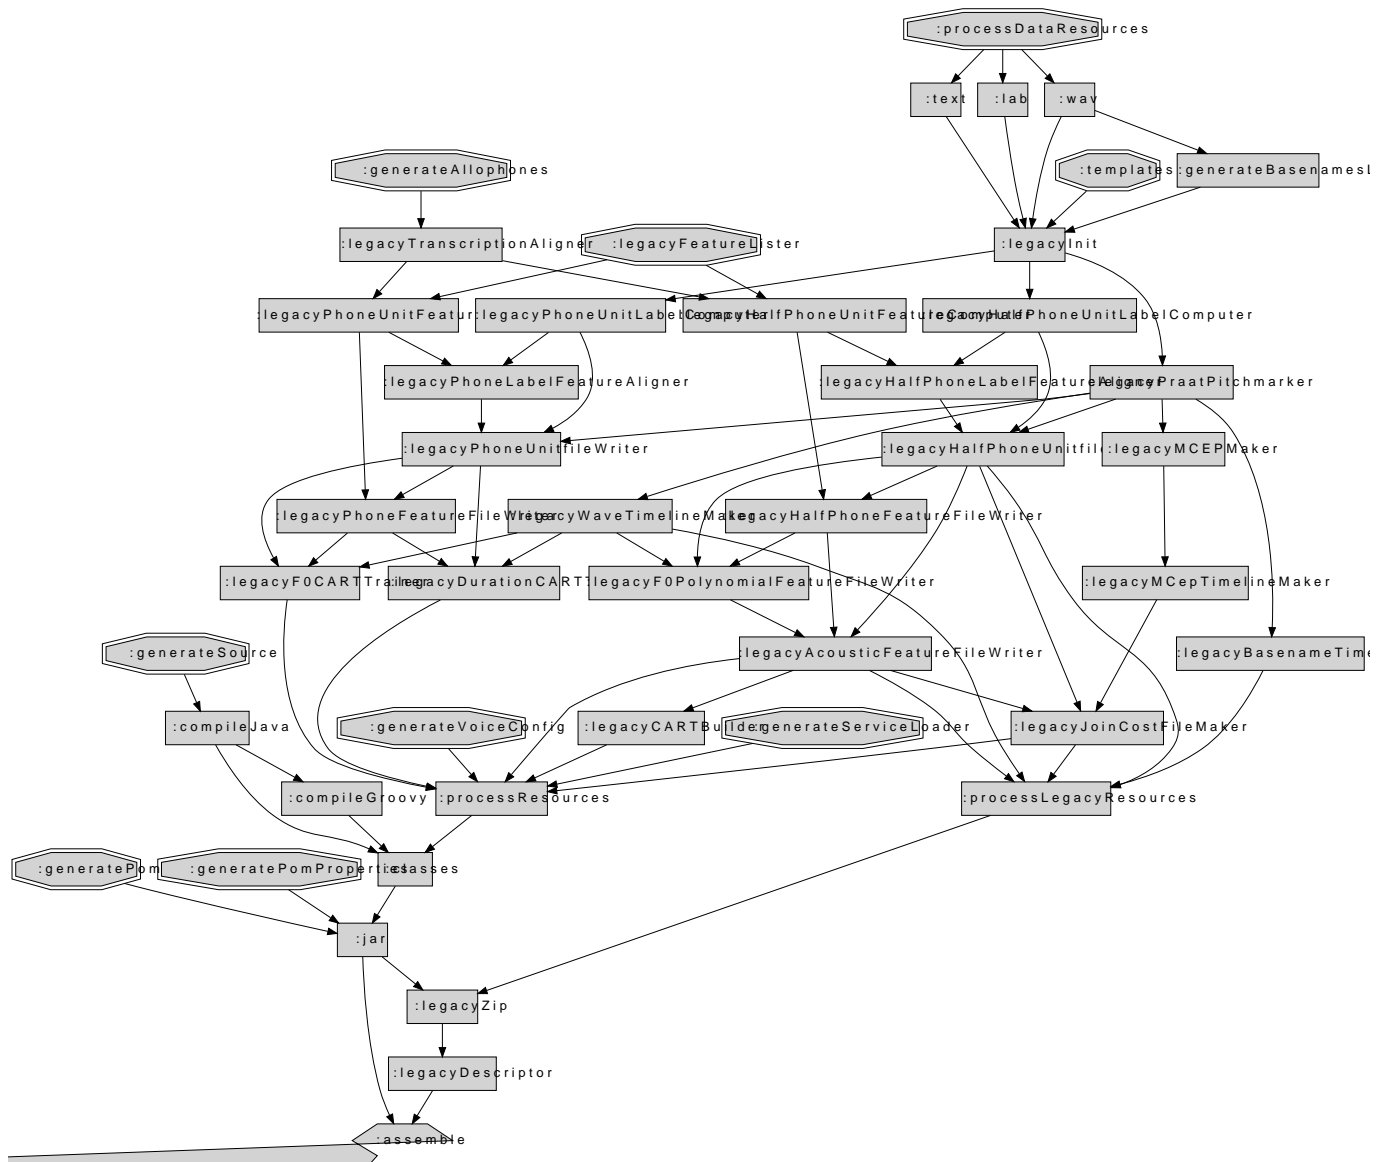 :processDataResources
:text
:lab
:wav
:generateAllophones
:templates
:generateBasenamesL
:legacyTranscriptionAligner
:legacyFeatureLister
:legacyInit
:legacyPhoneUnitFeatur
:legacyPhoneUnitLabelComputer
:legacyHalfPhoneUnitFeatureComputer
:legacyHalfPhoneUnitLabelComputer
:legacyPhoneLabelFeatureAligner
:legacyHalfPhoneLabelFeatureAligner
:legacyPraatPitchmarker
:legacyPhoneUnitfileWriter
:legacyHalfPhoneUnitfile
:legacyMCEPMaker
:legacyPhoneFeatureFileWriter
:legacyWaveTimelineMaker
:legacyHalfPhoneFeatureFileWriter
:legacyF0CARTTrainer
:legacyDurationCARTT
:legacyF0PolynomialFeatureFileWriter
:legacyMCepTimelineMaker
:generateSource
:legacyAcousticFeatureFileWriter
:legacyBasenameTime
:compileJava
:generateVoiceConfig
:legacyCARTBuilder
:generateServiceLoader
:legacyJoinCostFileMaker
:compileGroovy
:processResources
:processLegacyResources
:generatePom
:generatePomProperties
:classes
:jar
:legacyZip
:legacyDescriptor
:assemble